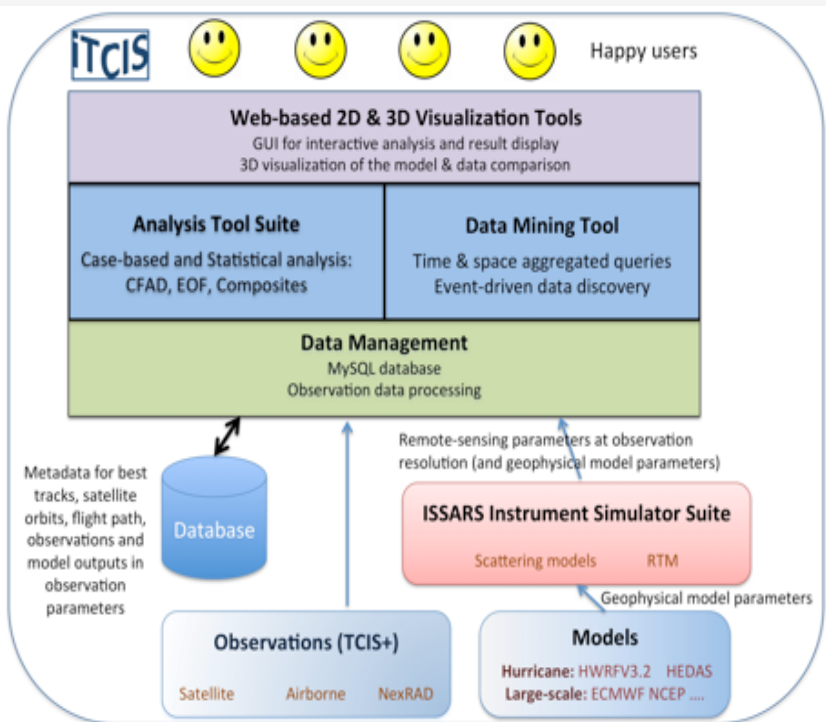 iTCIS
Happy users
Web-based 2D & 3D Visualization Tools
GUI for interactive analysis and result display
3D visualization of the model & data comparison
Analysis Tool Suite
Case-based and Statistical analysis:
CFAD, EOF, Composites
Data Mining Tool
Time & space aggregated queries
Event-driven data discovery
Data Management
MySQL database
Observation data processing
Remote-sensing parameters at observation
resolution (and geophysical model parameters)
Metadata for best
tracks, satellite
orbits, flight path,
observations and
model outputs in
observation
parameters
Database
ISSARS Instrument Simulator Suite
Scattering models RTM
Geophysical model parameters
Observations (TCIS+)
Satellite Airborne NexRAD
Models
Hurricane: HWRFV3.2 HEDAS
Large-scale: ECMWF NCEP ....